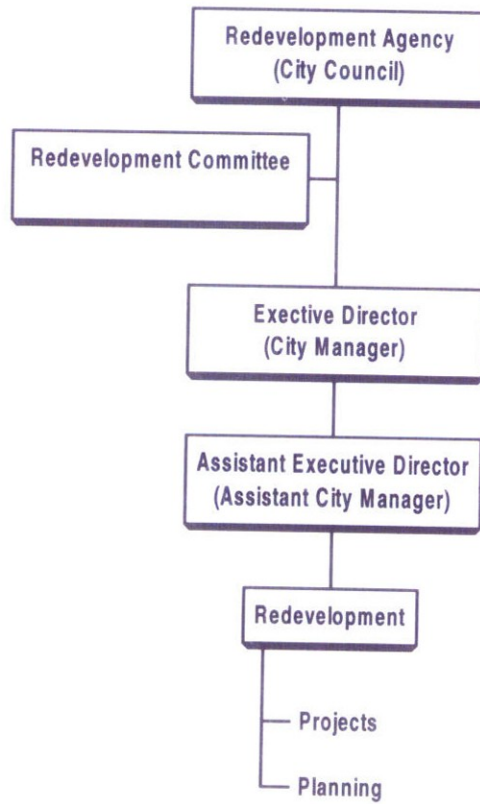 Redevelopment Agency
(City Council)
Redevelopment Committee
Exective Director
(City Manager)
Assistant Executive Director
(Assistant City Manager)
Redevelopment
Projects
Planning